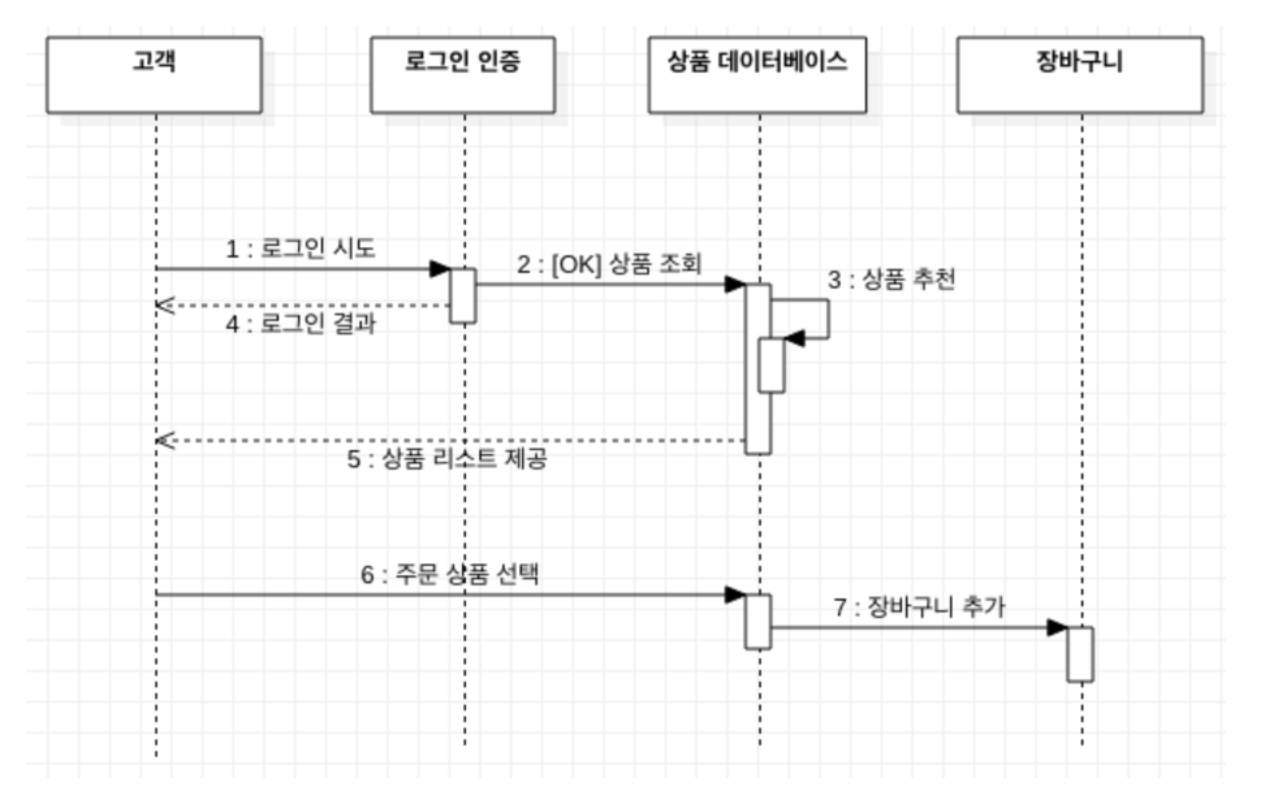 고객
로그인 인증
상품 데이터베이스
장바구니
1 : 로그인 시도
2 : [OK] 상품 조회
3 : 상품 추천
4 : 로그인 결과
5 : 상품 리스트 제공
6 : 주문 상품 선택
7 : 장바구니 추가